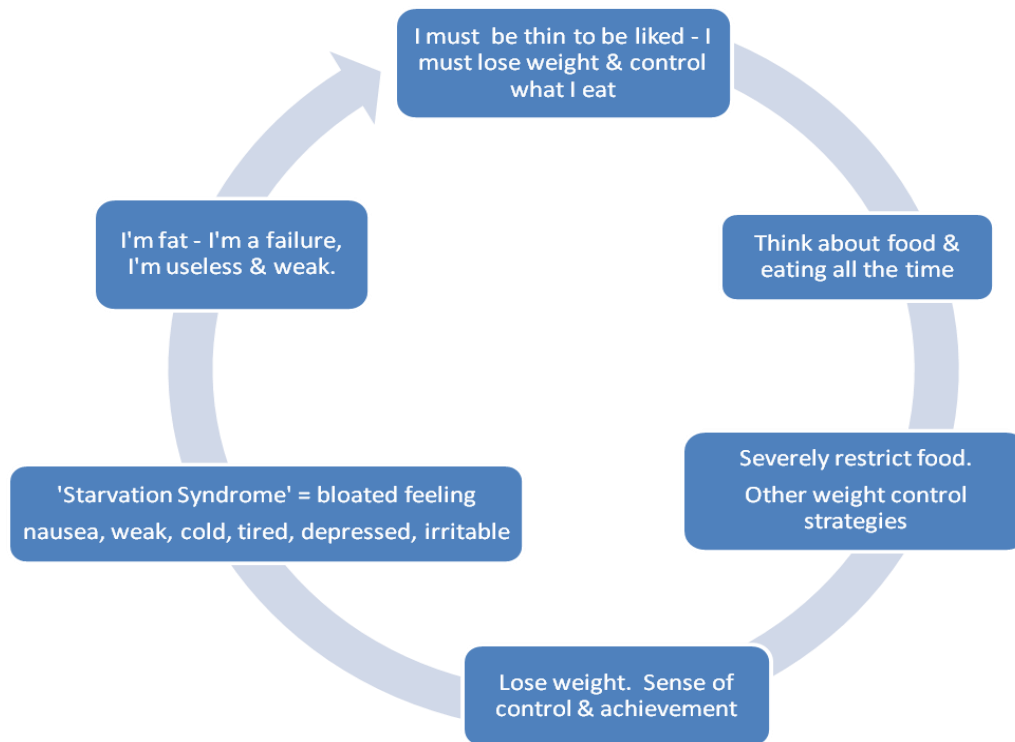 I must  be thin to be liked - I
must lose weight & control
what I eat
Think about food &
eating all the time
Severely restrict food.
Other weight control
strategies
Lose weight.  Sense of
control & achievement
'Starvation Syndrome' = bloated feeling
nausea, weak, cold, tired, depressed, irritable
I'm fat - I'm a failure,
I'm useless & weak.